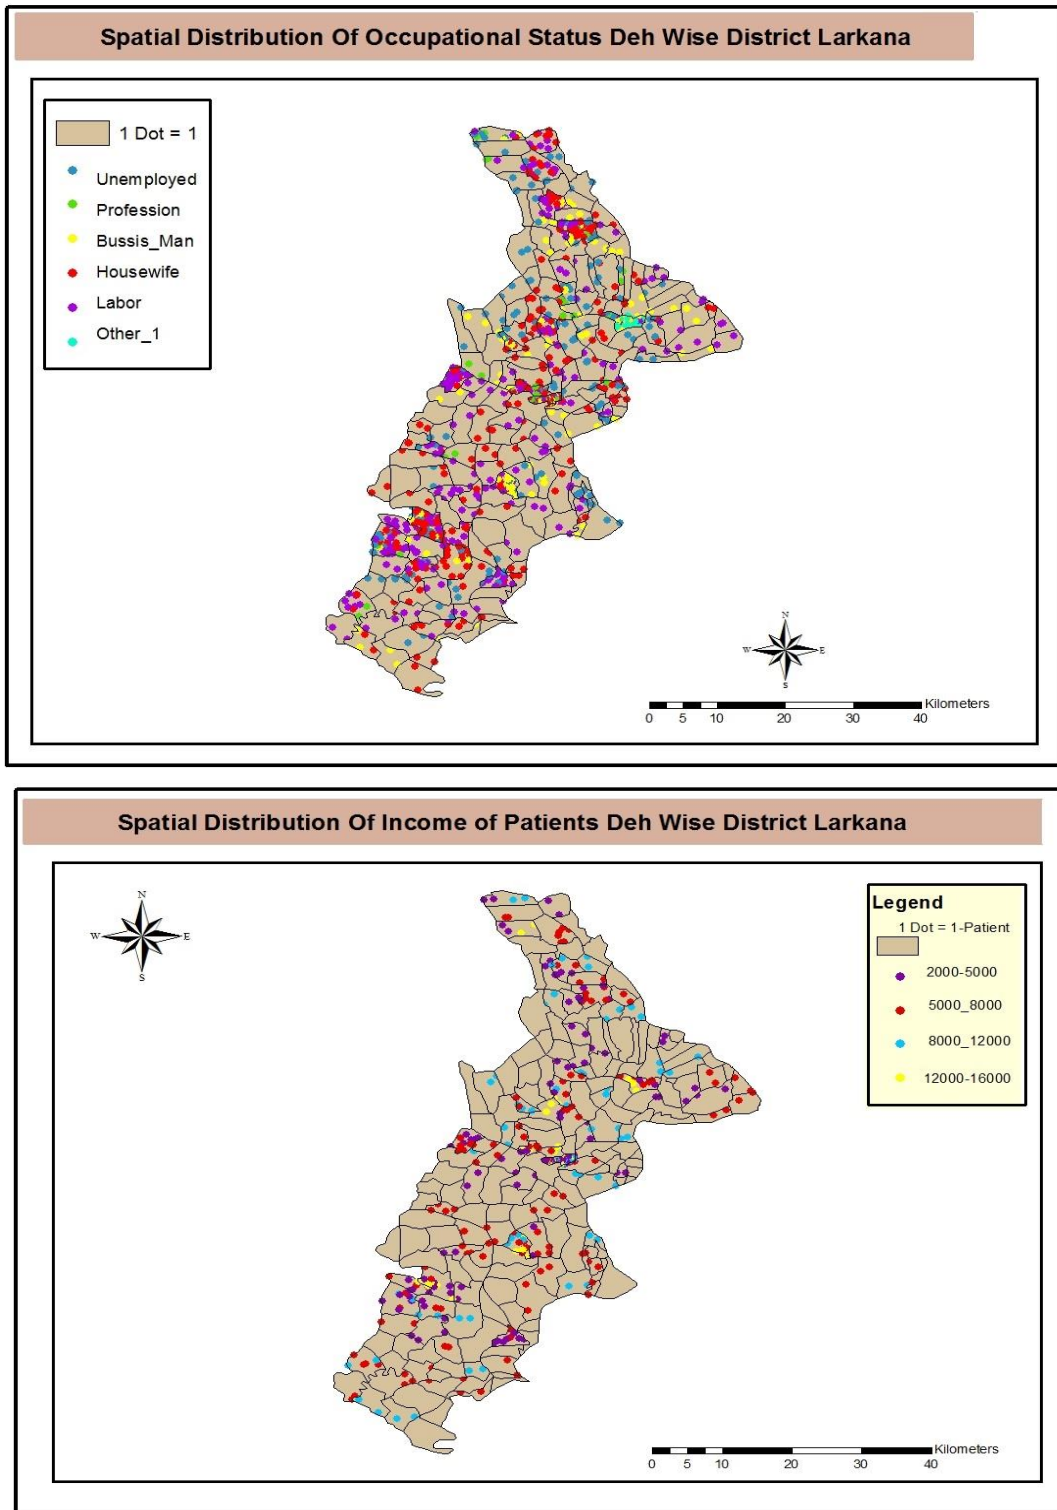 Spatial Distribution Of Occupational Status Deh Wise District Larkana
1 Dot = 1
Unemployed
Profession
Bussis_Man
Housewife
Labor
Other_1
N
W E
S
Kilometers
0 5 10 20 30 40
Spatial Distribution Of Income of Patients Deh Wise District Larkana
N
W E
S
Legend
1 Dot = 1-Patient
2000-5000
5000_8000
8000_12000
12000-16000
Kilometers
0 5 10 20 30 40